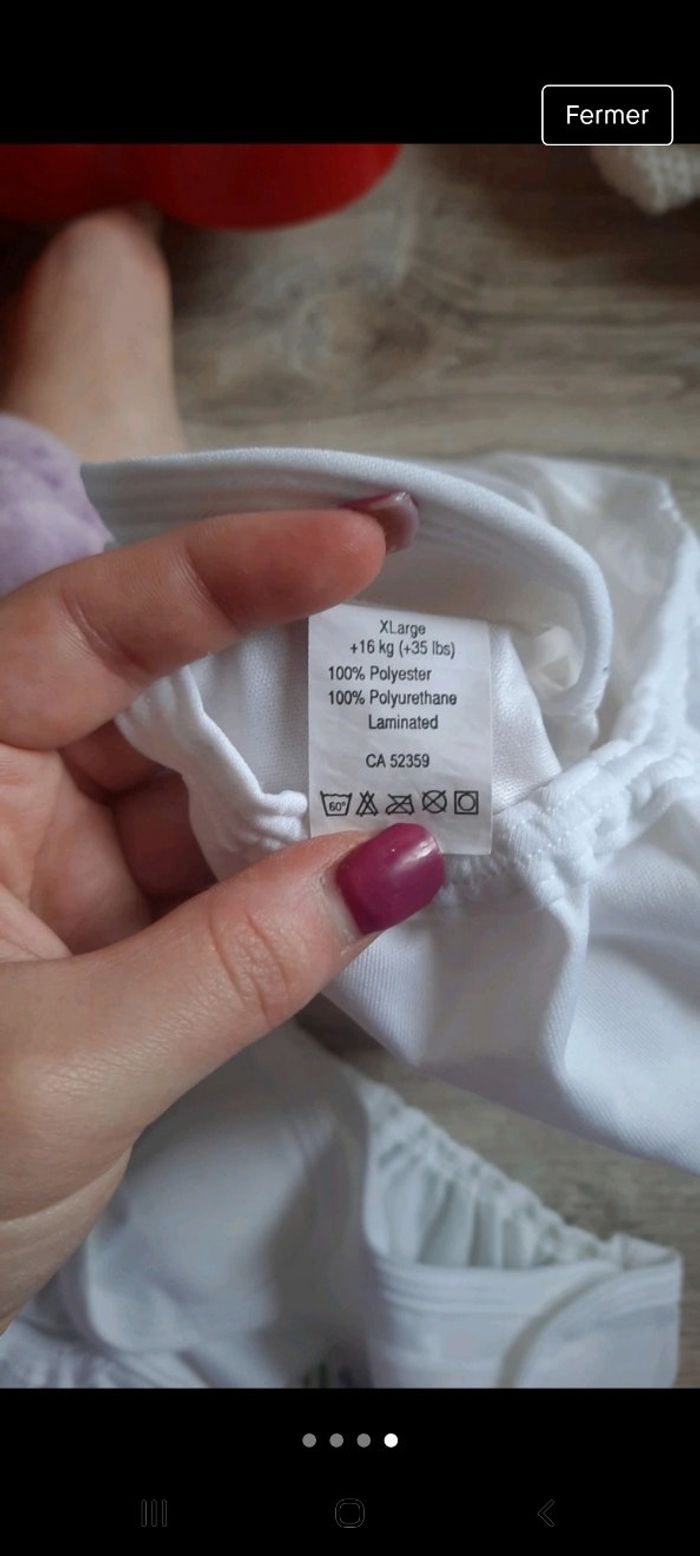 Fermer
XLarge
+16 kg (+35 lbs)
100% Polyester
100% Polyurethane
Laminated
CA 52359
60°